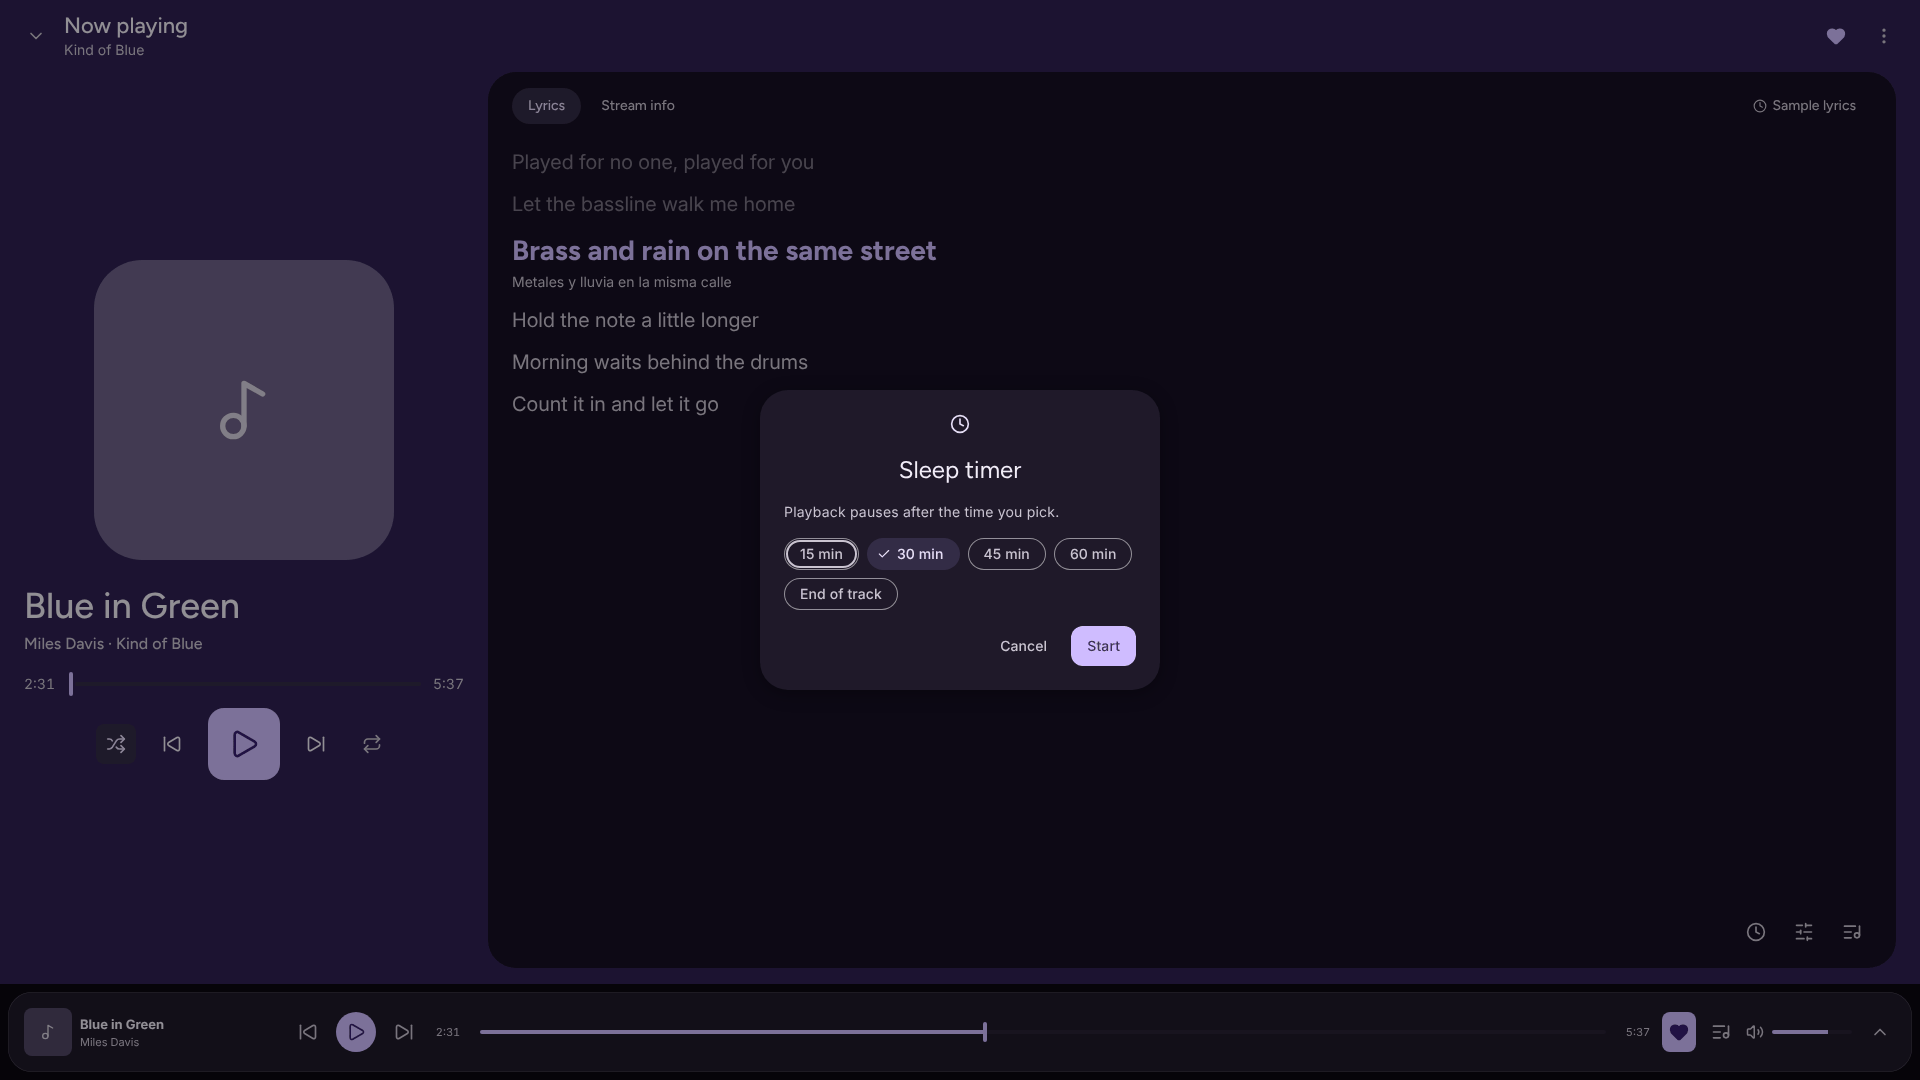 Now playing
Kind of Blue
Lyrics
Stream info
Sample lyrics
Played for no one, played for you
Let the bassline walk me home
Brass and rain on the same street
Metales y lluvia en la misma calle
Hold the note a little longer
Morning waits behind the drums
Count it in and let it go
Sleep timer
Playback pauses after the time you pick.
15 min
30 min
45 min
60 min
End of track
Cancel
Start
Blue in Green
Miles Davis · Kind of Blue
2:31
5:37
Blue in Green
Miles Davis
2:31
5:37